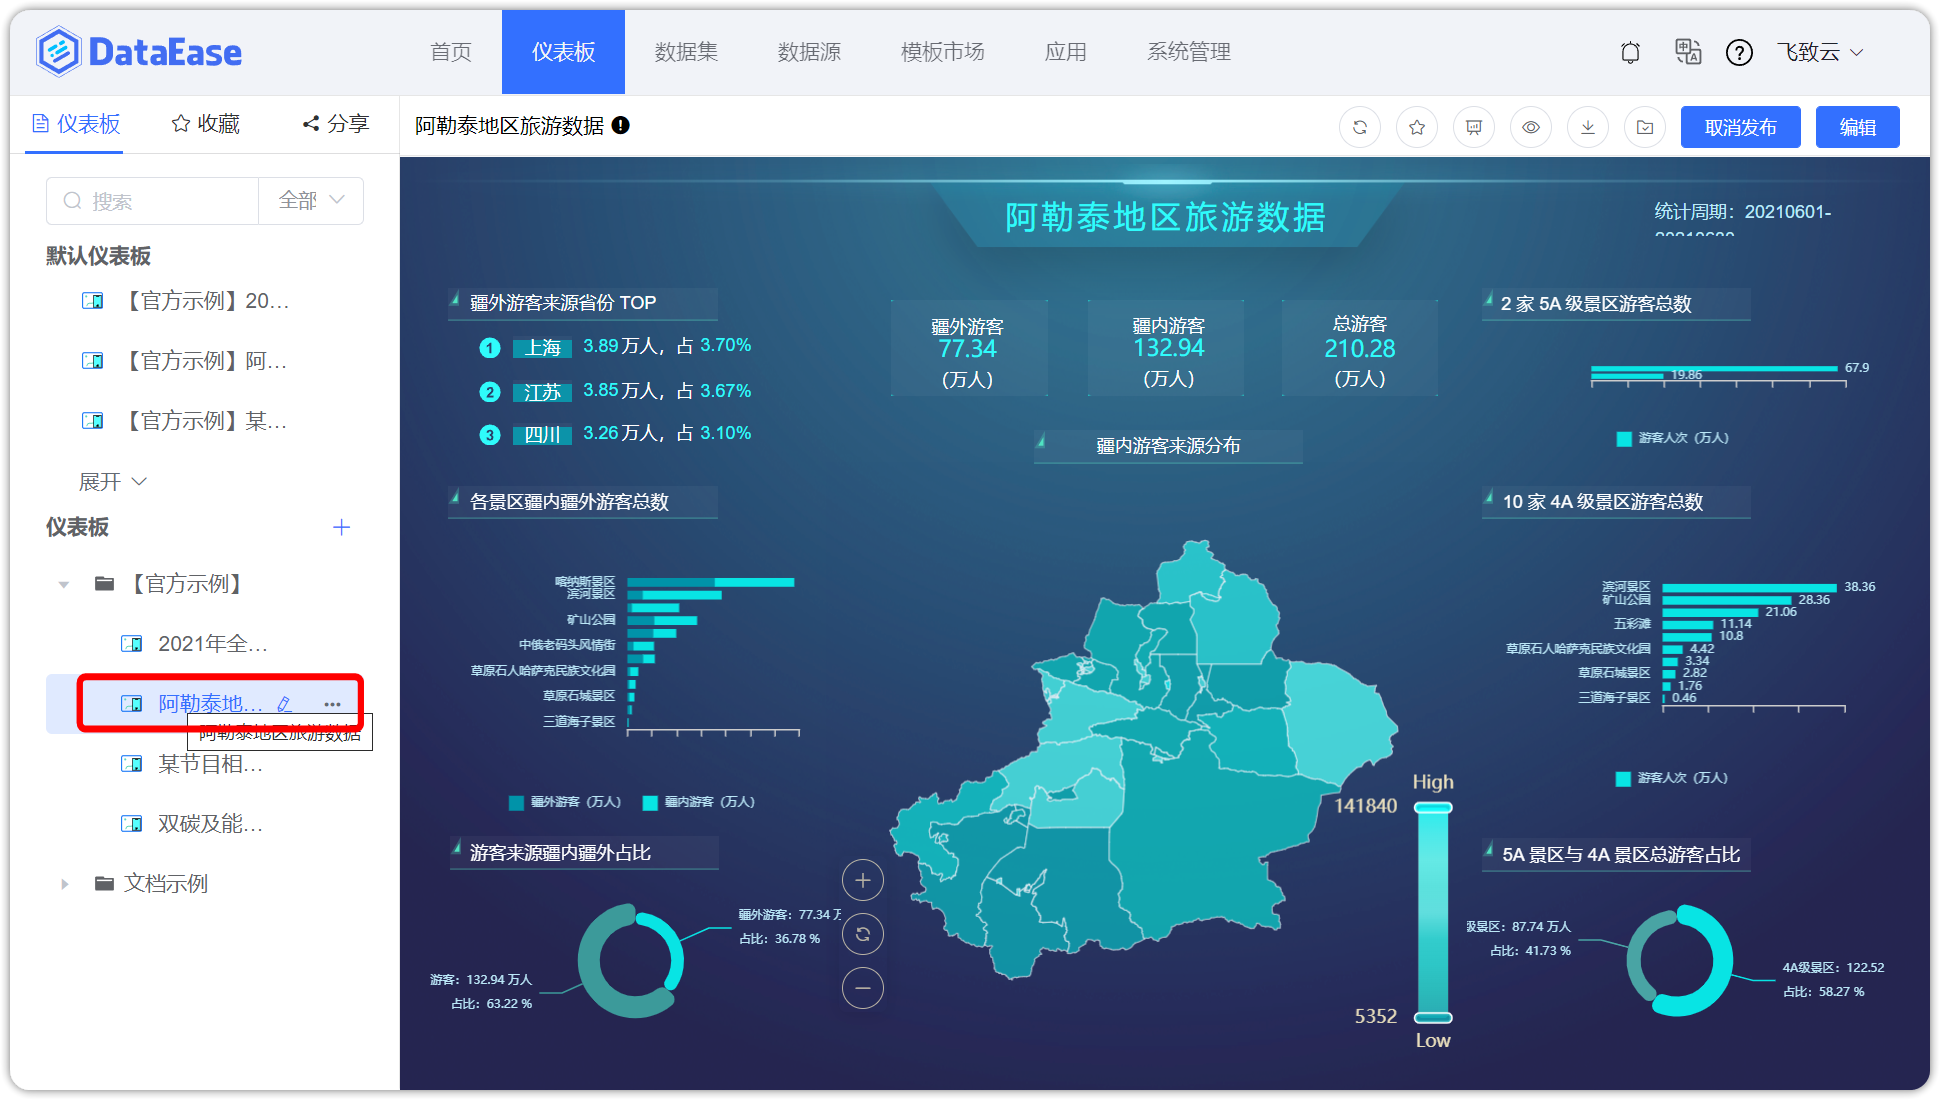 DataEase
首页
仪表板
数据集
数据源
模板市场
应用
系统管理
飞致云
仪表板
收藏
分享
搜索
全部
默认仪表板
【官方示例】20...
【官方示例】阿...
【官方示例】某...
展开
仪表板
【官方示例】
2021年全...
阿勒泰地...
阿勒泰地区旅游数据
某节目相...
双碳及能...
文档示例
阿勒泰地区旅游数据
取消发布
编辑
阿勒泰地区旅游数据
统计周期：20210601-
疆外游客来源省份 TOP
1 上海 3.89 万人，占 3.70%
2 江苏 3.85 万人，占 3.67%
3 四川 3.26 万人，占 3.10%
疆外游客
77.34
(万人)
疆内游客
132.94
(万人)
总游客
210.28
(万人)
疆内游客来源分布
2 家 5A 级景区游客总数
67.9
19.86
游客人次（万人）
各景区疆内疆外游客总数
喀纳斯景区
滨河景区
矿山公园
中俄老码头风情街
草原石人哈萨克民族文化园
草原石城景区
三道海子景区
疆外游客（万人）
疆内游客（万人）
10 家 4A 级景区游客总数
滨河景区 38.36
矿山公园 28.36
21.06
五彩滩 11.14
10.8
草原石人哈萨克民族文化园 4.42
3.34
草原石城景区 2.82
1.76
三道海子景区 0.46
游客人次（万人）
High
141840
5352
Low
游客来源疆内疆外占比
疆外游客：77.34 万
占比：36.78 %
游客：132.94 万人
占比：63.22 %
5A 景区与 4A 景区总游客占比
级景区：87.74 万人
占比：41.73 %
4A级景区：122.52
占比：58.27 %